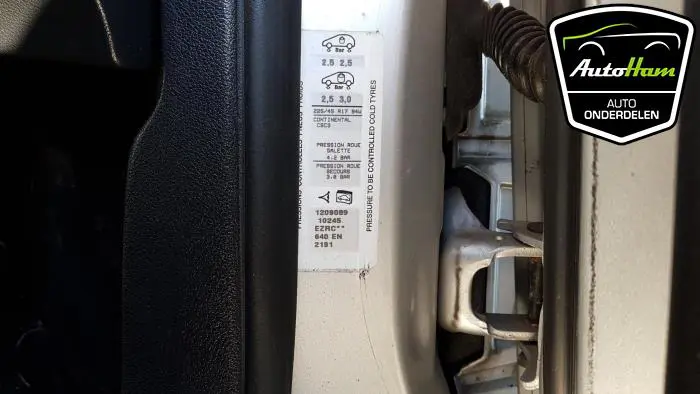 Bar
2.5 2,5
Bar
2,5 3,0
225/45 R17 94W
CONTINENTAL
CSC3
PRESSION ROUE
GALETTE
4.2 BAR
PRESSION ROUE
SECOURS
3.0 BAR
1209089
10245.
EZRC**
640 EN
2191
PRESSURE TO BE CONTROLLED COLD TYRES
AutoHam
AUTO
ONDERDELEN